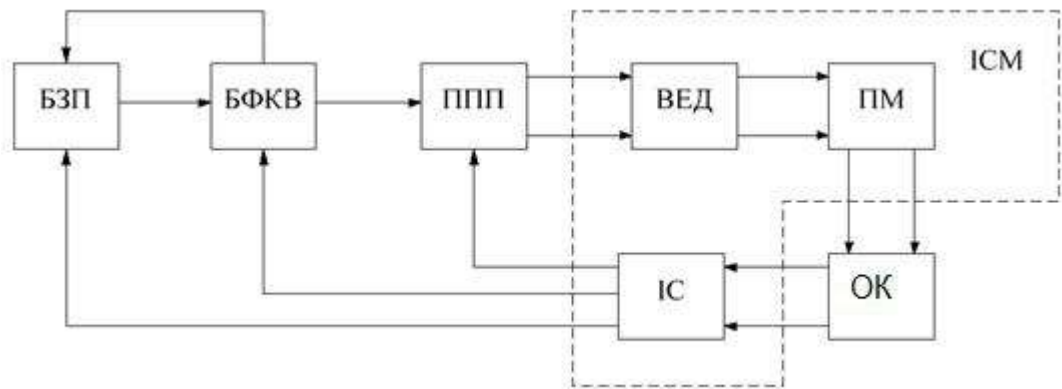 ІСМ
БЗП
БФКВ
ППП
ВЕД
ПМ
ІС
ОК